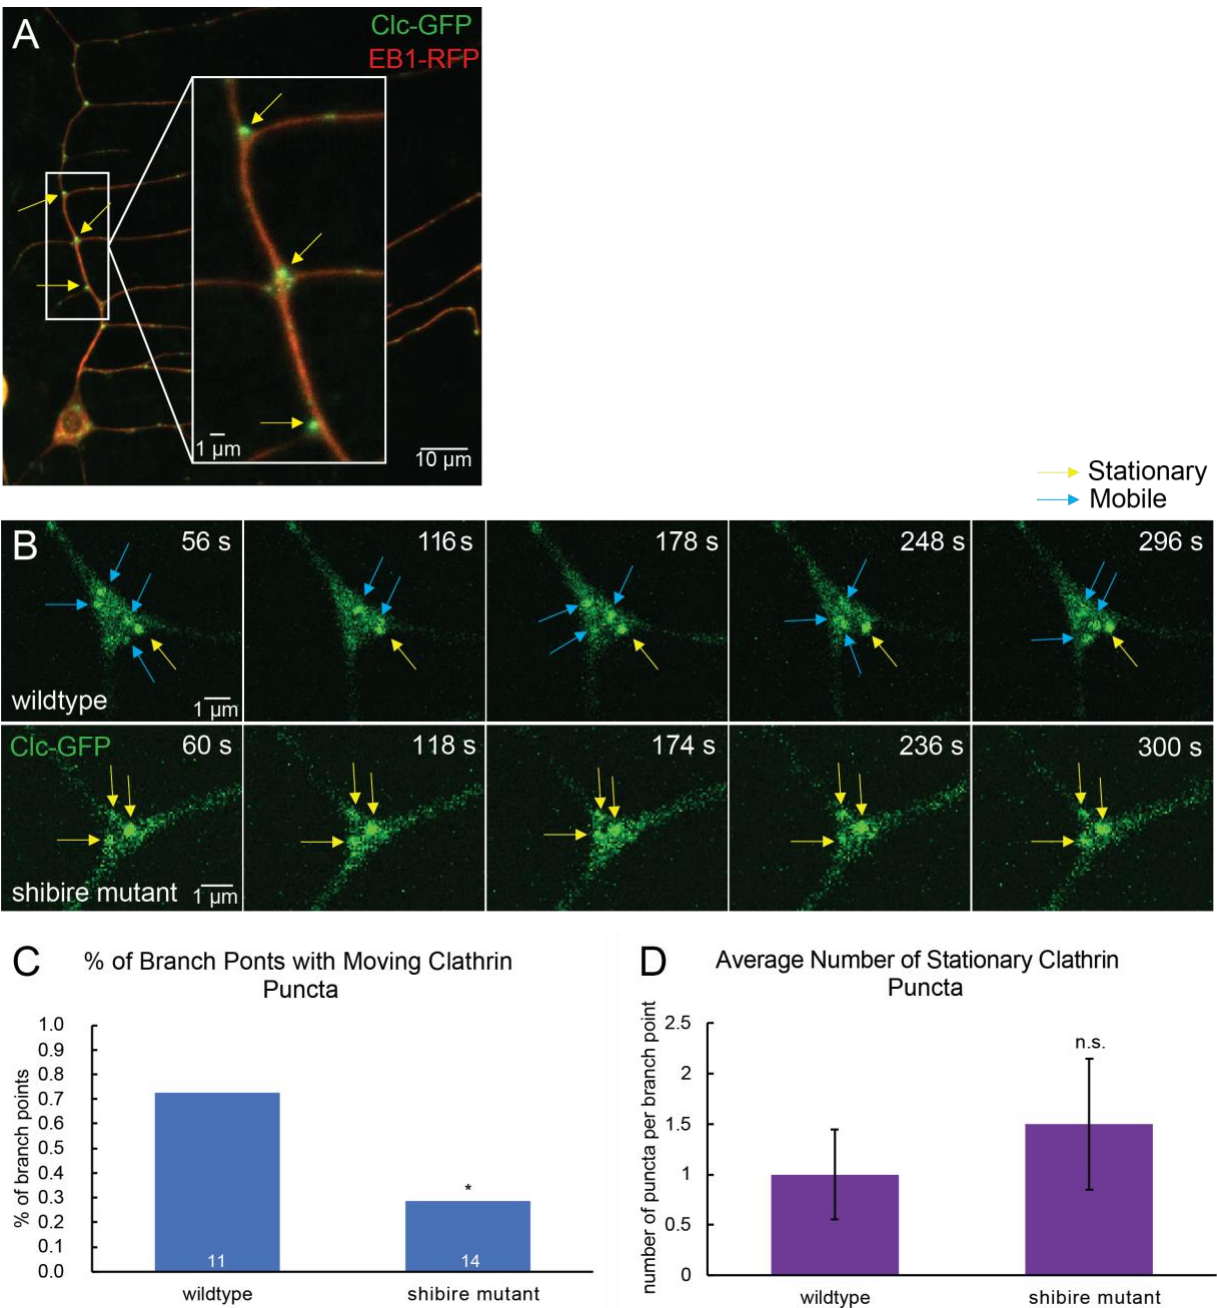 A
Clc-GFP
EB1-RFP
1 µm
10 µm
Stationary
Mobile
B
56 s
116 s
178 s
248 s
296 s
wildtype
1 µm
Clc-GFP
60 s
118 s
174 s
236 s
300 s
shibire mutant
1 µm
C
% of Branch Ponts with Moving Clathrin
Puncta
% of branch points
1.0
0.9
0.8
0.7
0.6
0.5
0.4
0.3
0.2
0.1
0.0
11
*
14
wildtype
shibire mutant
D
Average Number of Stationary Clathrin
Puncta
number of puncta per branch point
2.5
2
1.5
1
0.5
0
n.s.
wildtype
shibire mutant